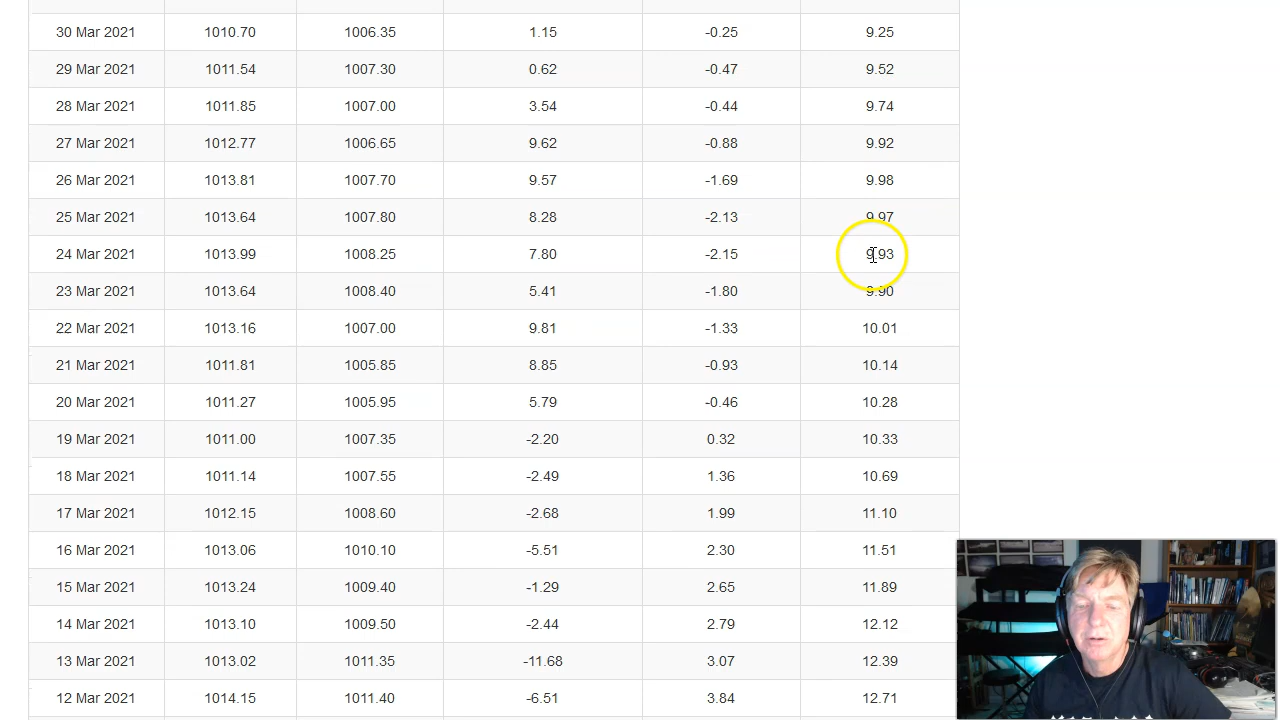 30 Mar 2021 1010.70 1006.35 1.15 -0.25 9.25
29 Mar 2021 1011.54 1007.30 0.62 -0.47 9.52
28 Mar 2021 1011.85 1007.00 3.54 -0.44 9.74
27 Mar 2021 1012.77 1006.65 9.62 -0.88 9.92
26 Mar 2021 1013.81 1007.70 9.57 -1.69 9.98
25 Mar 2021 1013.64 1007.80 8.28 -2.13 9.97
24 Mar 2021 1013.99 1008.25 7.80 -2.15 9.93
23 Mar 2021 1013.64 1008.40 5.41 -1.80 9.90
22 Mar 2021 1013.16 1007.00 9.81 -1.33 10.01
21 Mar 2021 1011.81 1005.85 8.85 -0.93 10.14
20 Mar 2021 1011.27 1005.95 5.79 -0.46 10.28
19 Mar 2021 1011.00 1007.35 -2.20 0.32 10.33
18 Mar 2021 1011.14 1007.55 -2.49 1.36 10.69
17 Mar 2021 1012.15 1008.60 -2.68 1.99 11.10
16 Mar 2021 1013.06 1010.10 -5.51 2.30 11.51
15 Mar 2021 1013.24 1009.40 -1.29 2.65 11.89
14 Mar 2021 1013.10 1009.50 -2.44 2.79 12.12
13 Mar 2021 1013.02 1011.35 -11.68 3.07 12.39
12 Mar 2021 1014.15 1011.40 -6.51 3.84 12.71